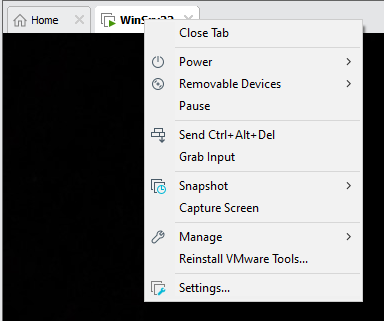 Home
Close Tab
Power
Removable Devices
Pause
Send Ctrl+Alt+Del
Grab Input
Snapshot
Capture Screen
Manage
Reinstall VMware Tools...
Settings...